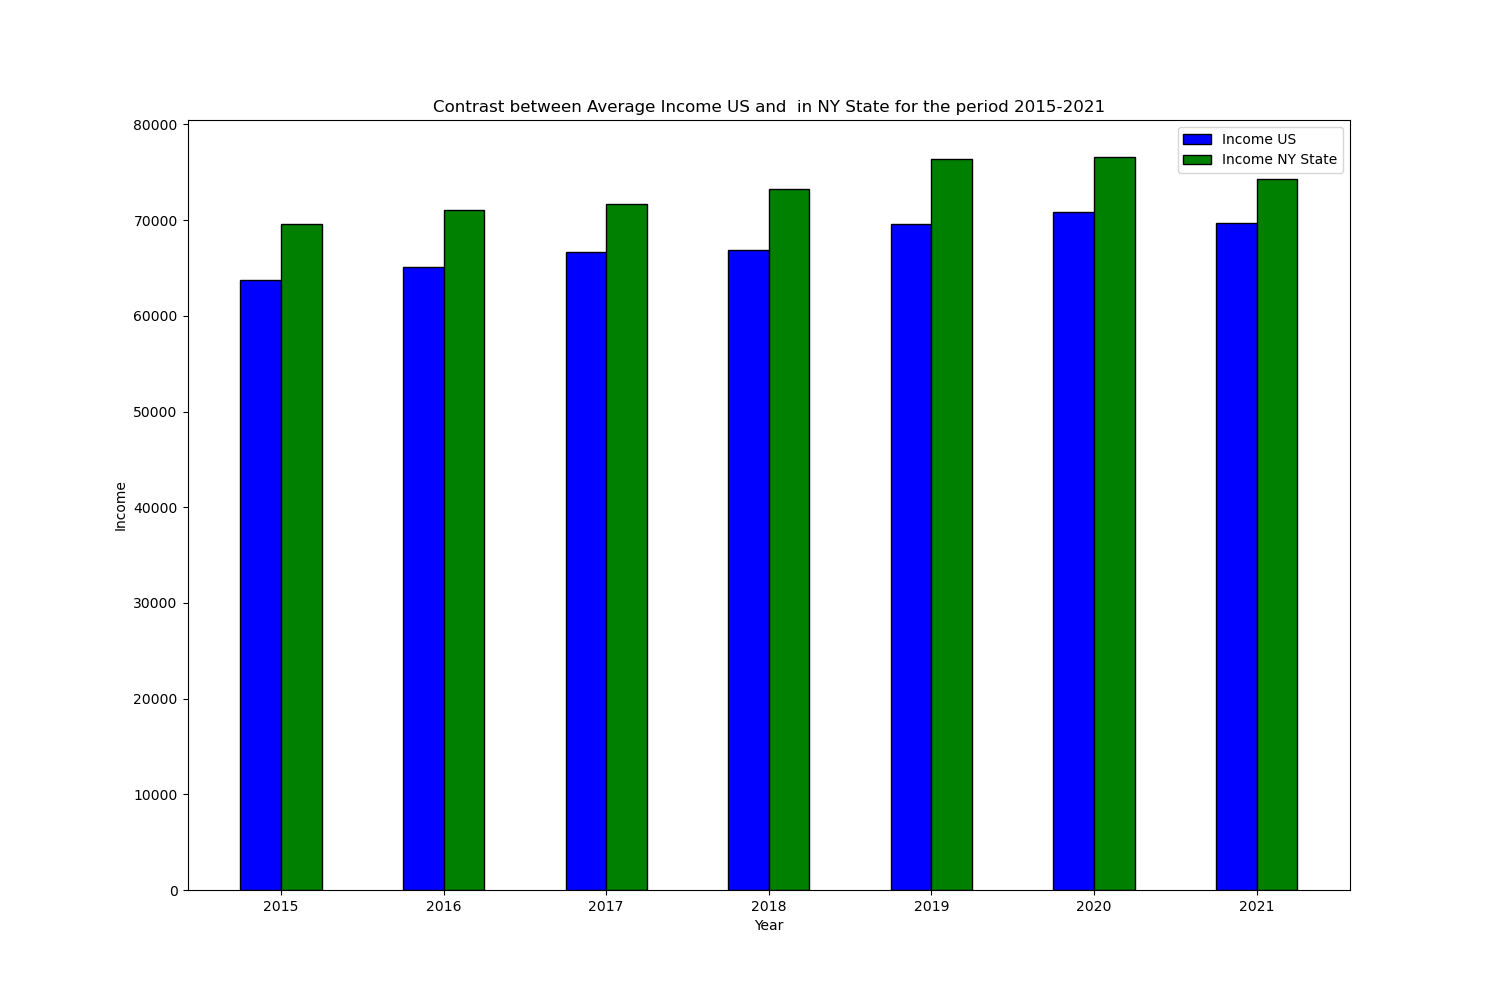 Contrast between Average Income US and  in NY State for the period 2015-2021
Income US
Income NY State
80000
70000
60000
50000
40000
30000
20000
10000
0
Income
2015 2016 2017 2018 2019 2020 2021
Year